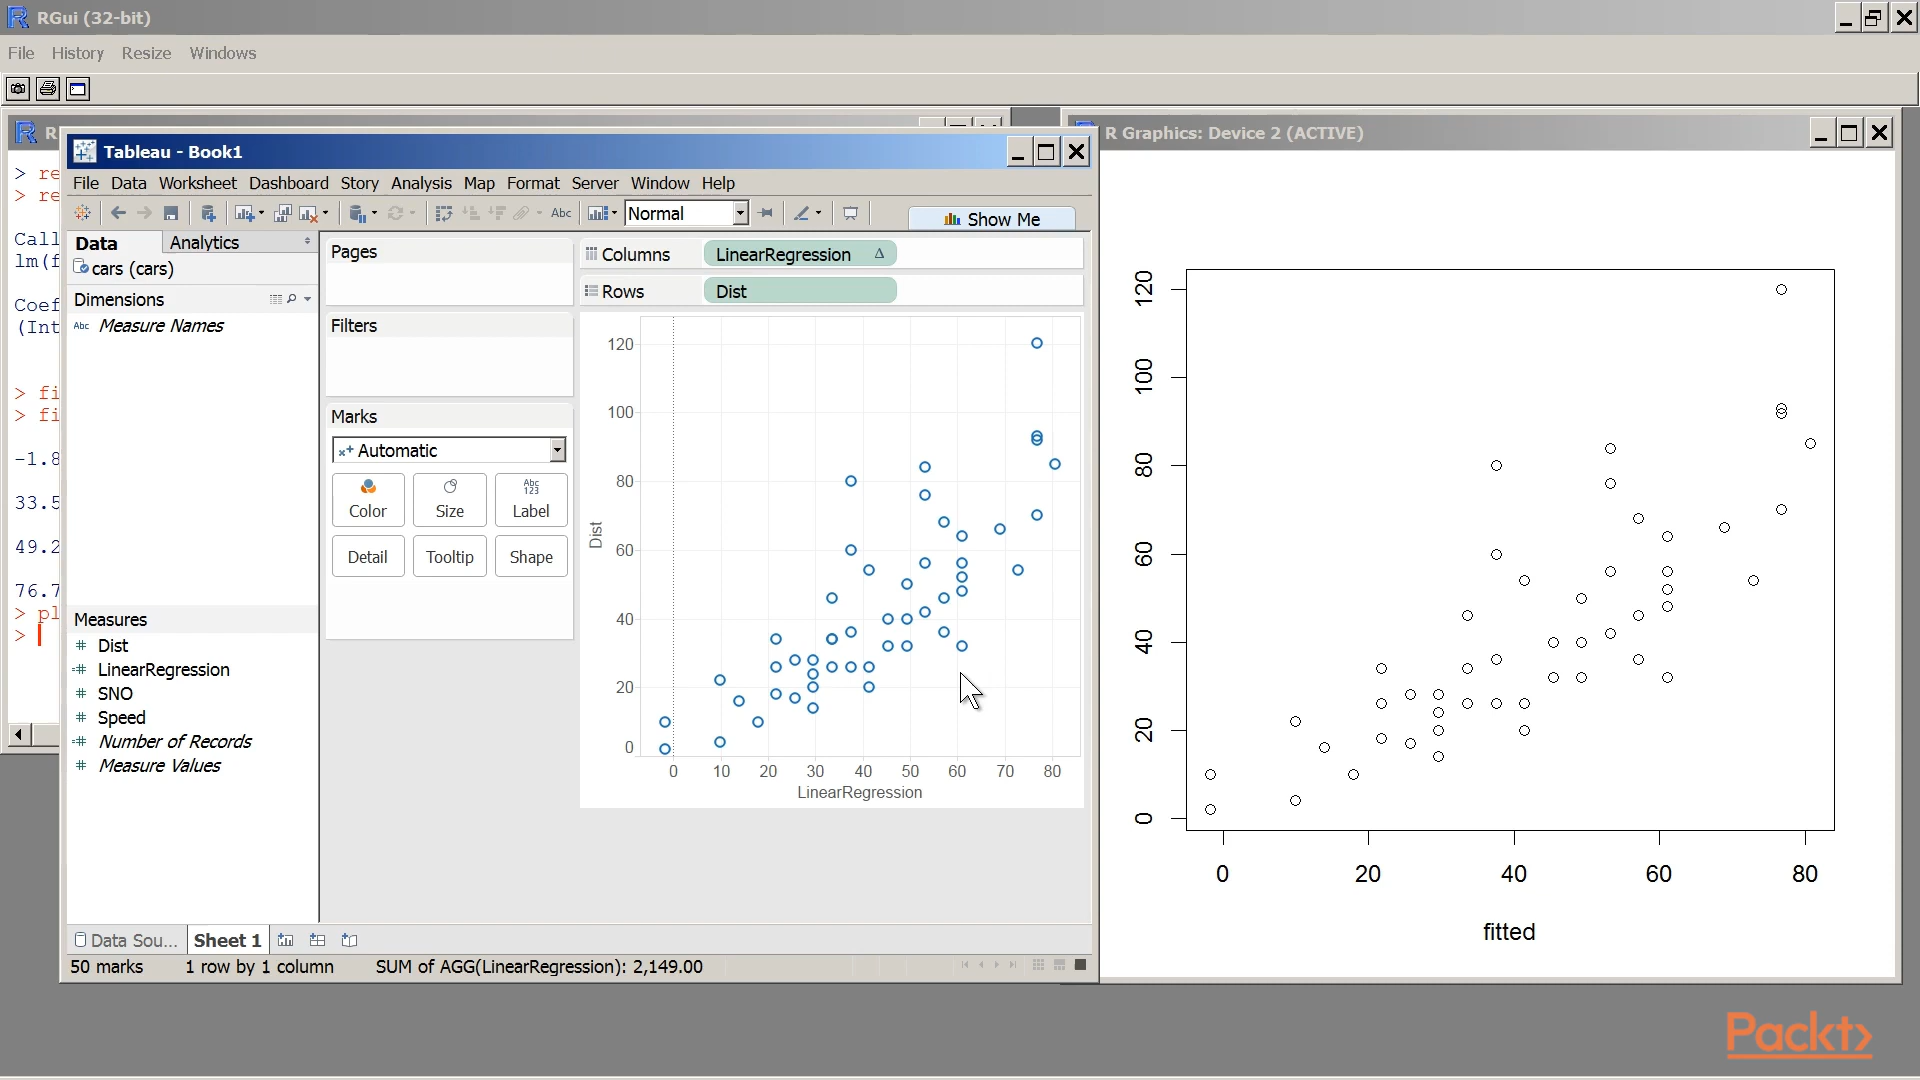 RGui (32-bit)
File History Resize Windows
R
> re
> re
Call
lm(f
Coef
(Int
> fi
> fi
-1.8
33.5
49.2
76.7
> pl
>
Tableau - Book1
File Data Worksheet Dashboard Story Analysis Map Format Server Window Help
Abc Normal Show Me
Data Analytics
cars (cars)
Dimensions
Abc Measure Names
Measures
# Dist
# LinearRegression
# SNO
# Speed
# Number of Records
# Measure Values
Pages
Filters
Marks
Automatic
Color Size Abc 123 Label
Detail Tooltip Shape
Columns LinearRegression Δ
Rows Dist
120
100
80
60
40
20
0
Dist
0 10 20 30 40 50 60 70 80
LinearRegression
Data Sou... Sheet 1
50 marks 1 row by 1 column SUM of AGG(LinearRegression): 2,149.00
R Graphics: Device 2 (ACTIVE)
120
100
80
60
40
20
0
0 20 40 60 80
fitted
Packt>